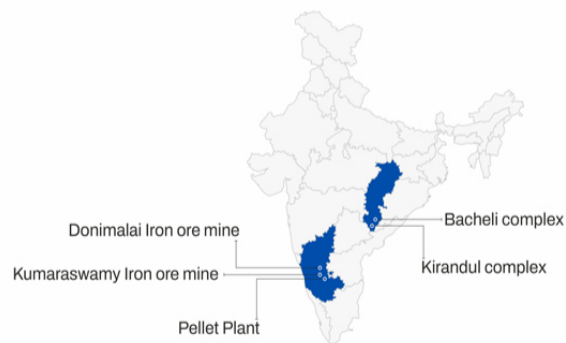 Bacheli complex
Donimalai Iron ore mine
Kirandul complex
Kumaraswamy Iron ore mine
Pellet Plant